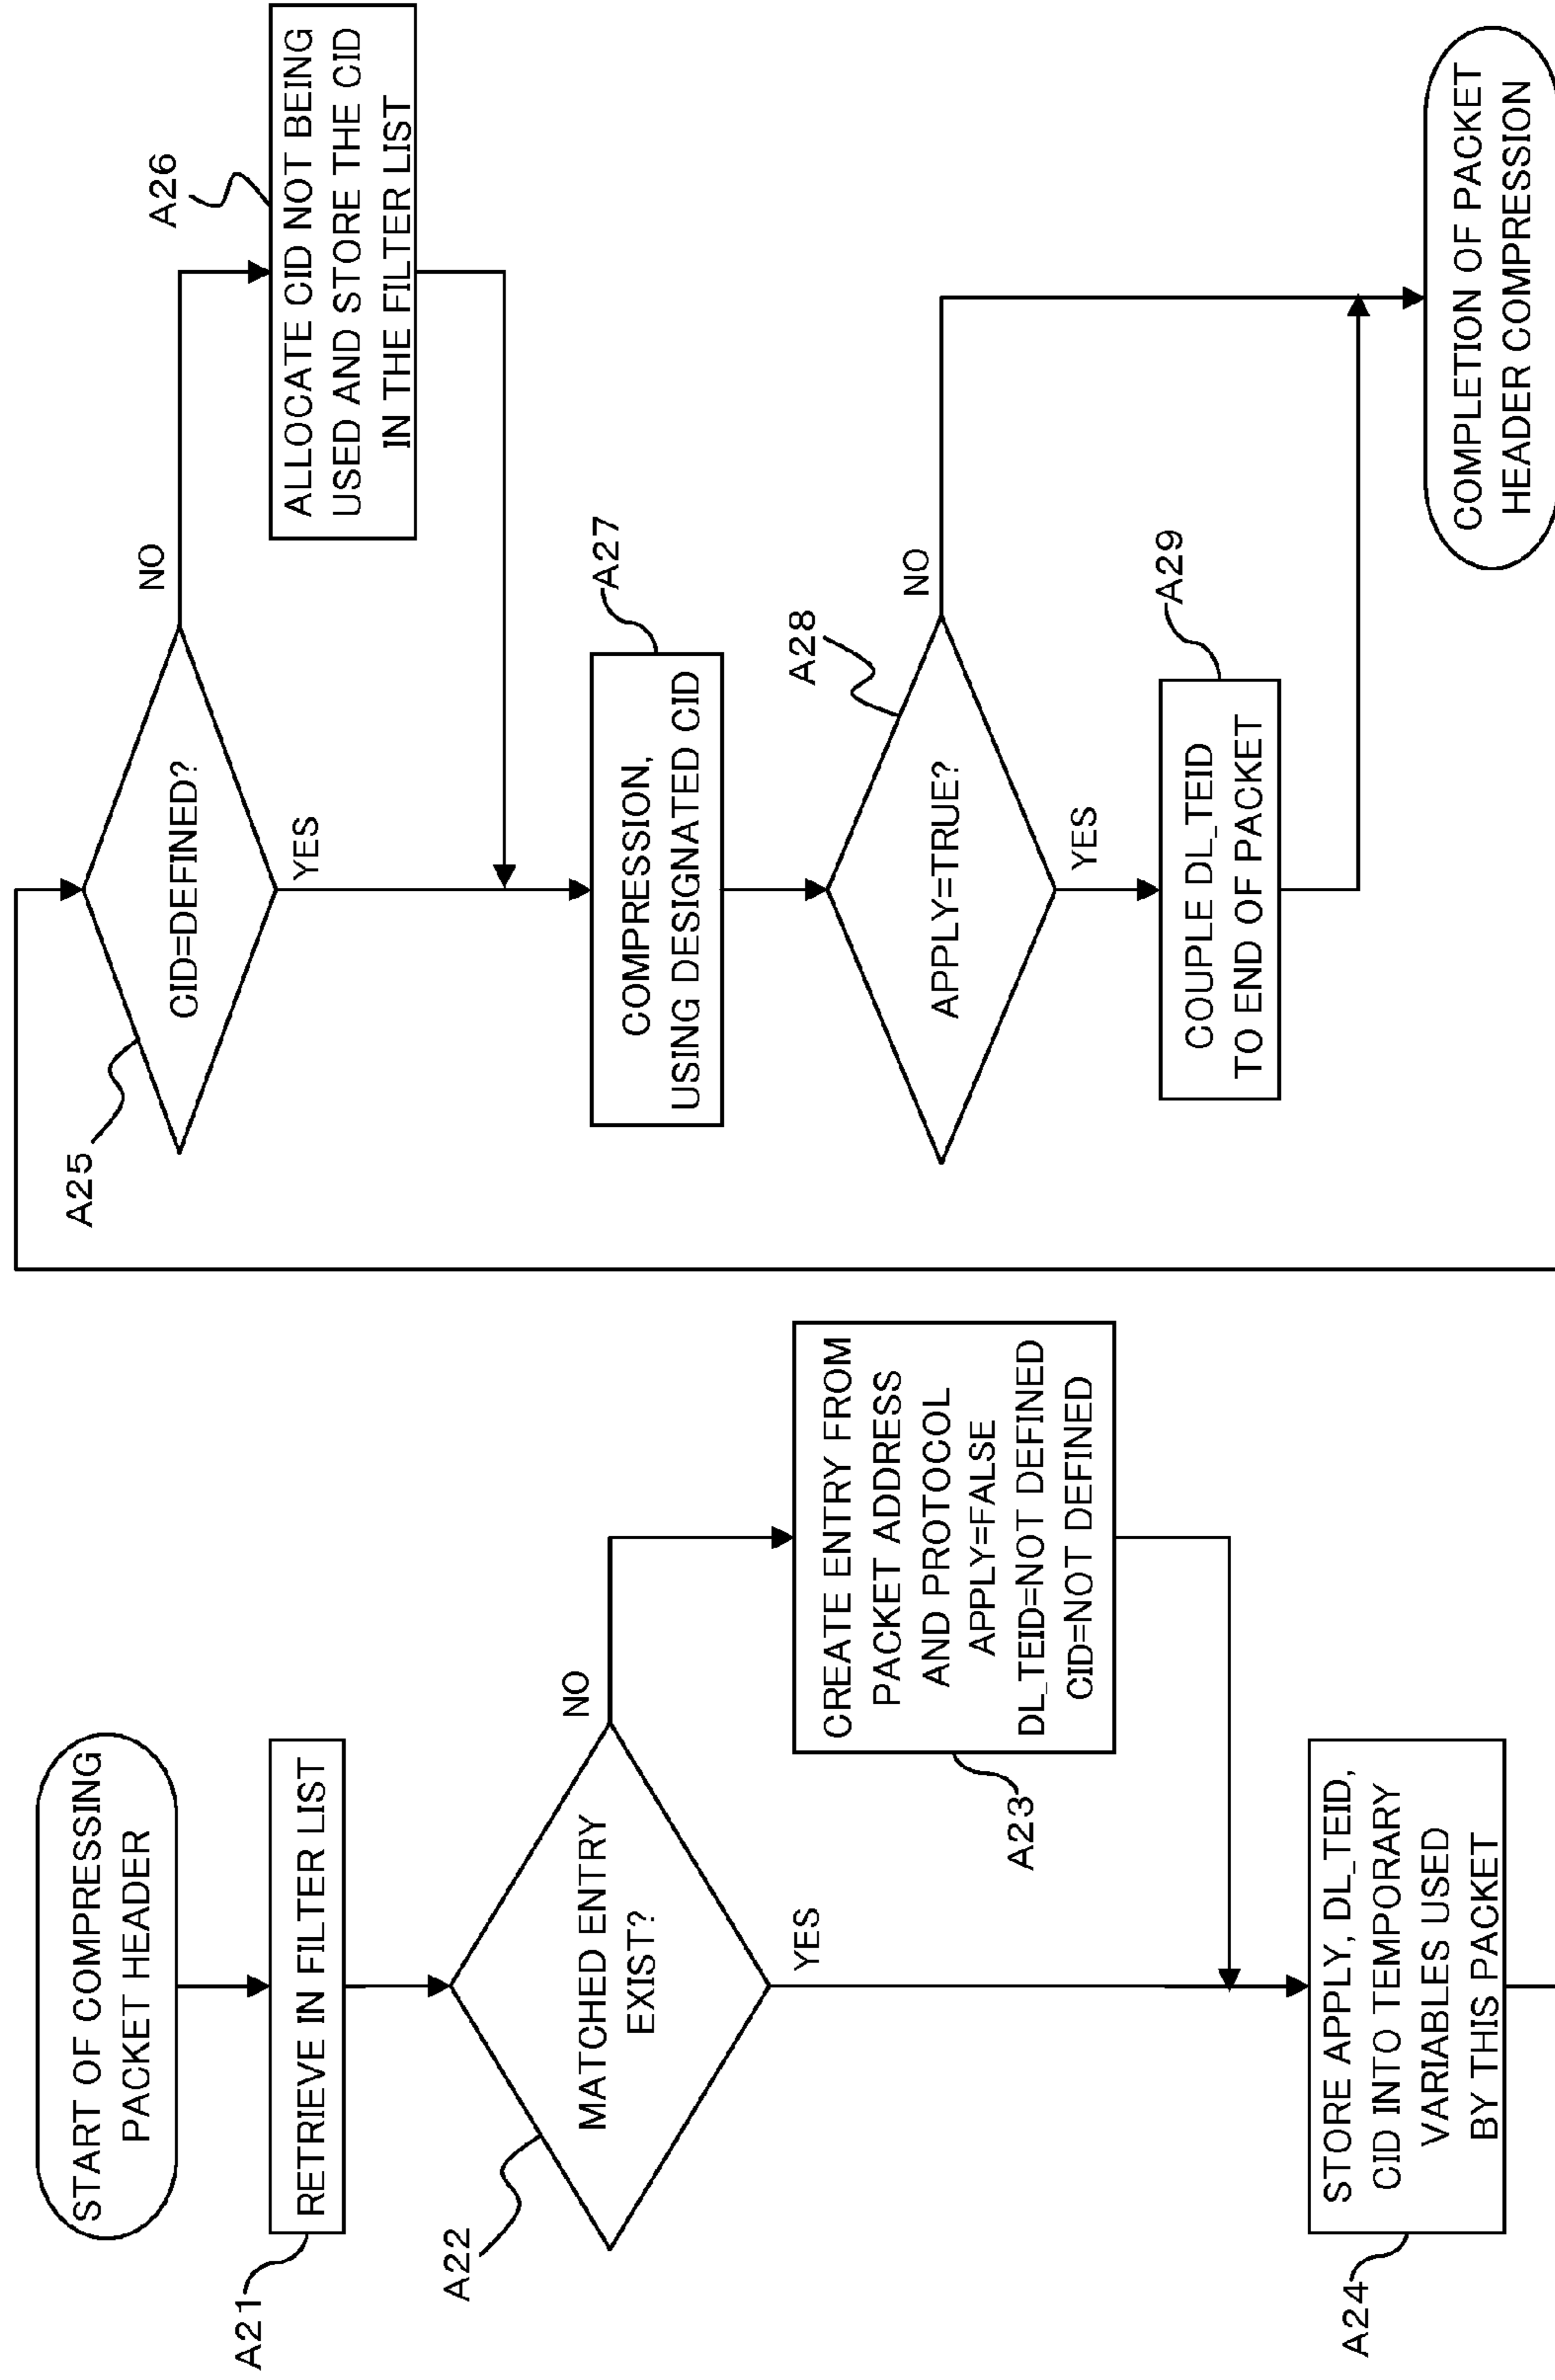 START OF COMPRESSING
PACKET HEADER
A21
RETRIEVE IN FILTER LIST
A22
MATCHED ENTRY
EXIST?
NO
YES
A23
CREATE ENTRY FROM
PACKET ADDRESS
AND PROTOCOL
APPLY=FALSE
DL_TEID=NOT DEFINED
CID=NOT DEFINED
A24
STORE APPLY, DL_TEID,
CID INTO TEMPORARY
VARIABLES USED
BY THIS PACKET
A25
CID=DEFINED?
NO
YES
A26
ALLOCATE CID NOT BEING
USED AND STORE THE CID
IN THE FILTER LIST
A27
COMPRESSION,
USING DESIGNATED CID
A28
APPLY=TRUE?
NO
YES
A29
COUPLE DL_TEID
TO END OF PACKET
COMPLETION OF PACKET
HEADER COMPRESSION